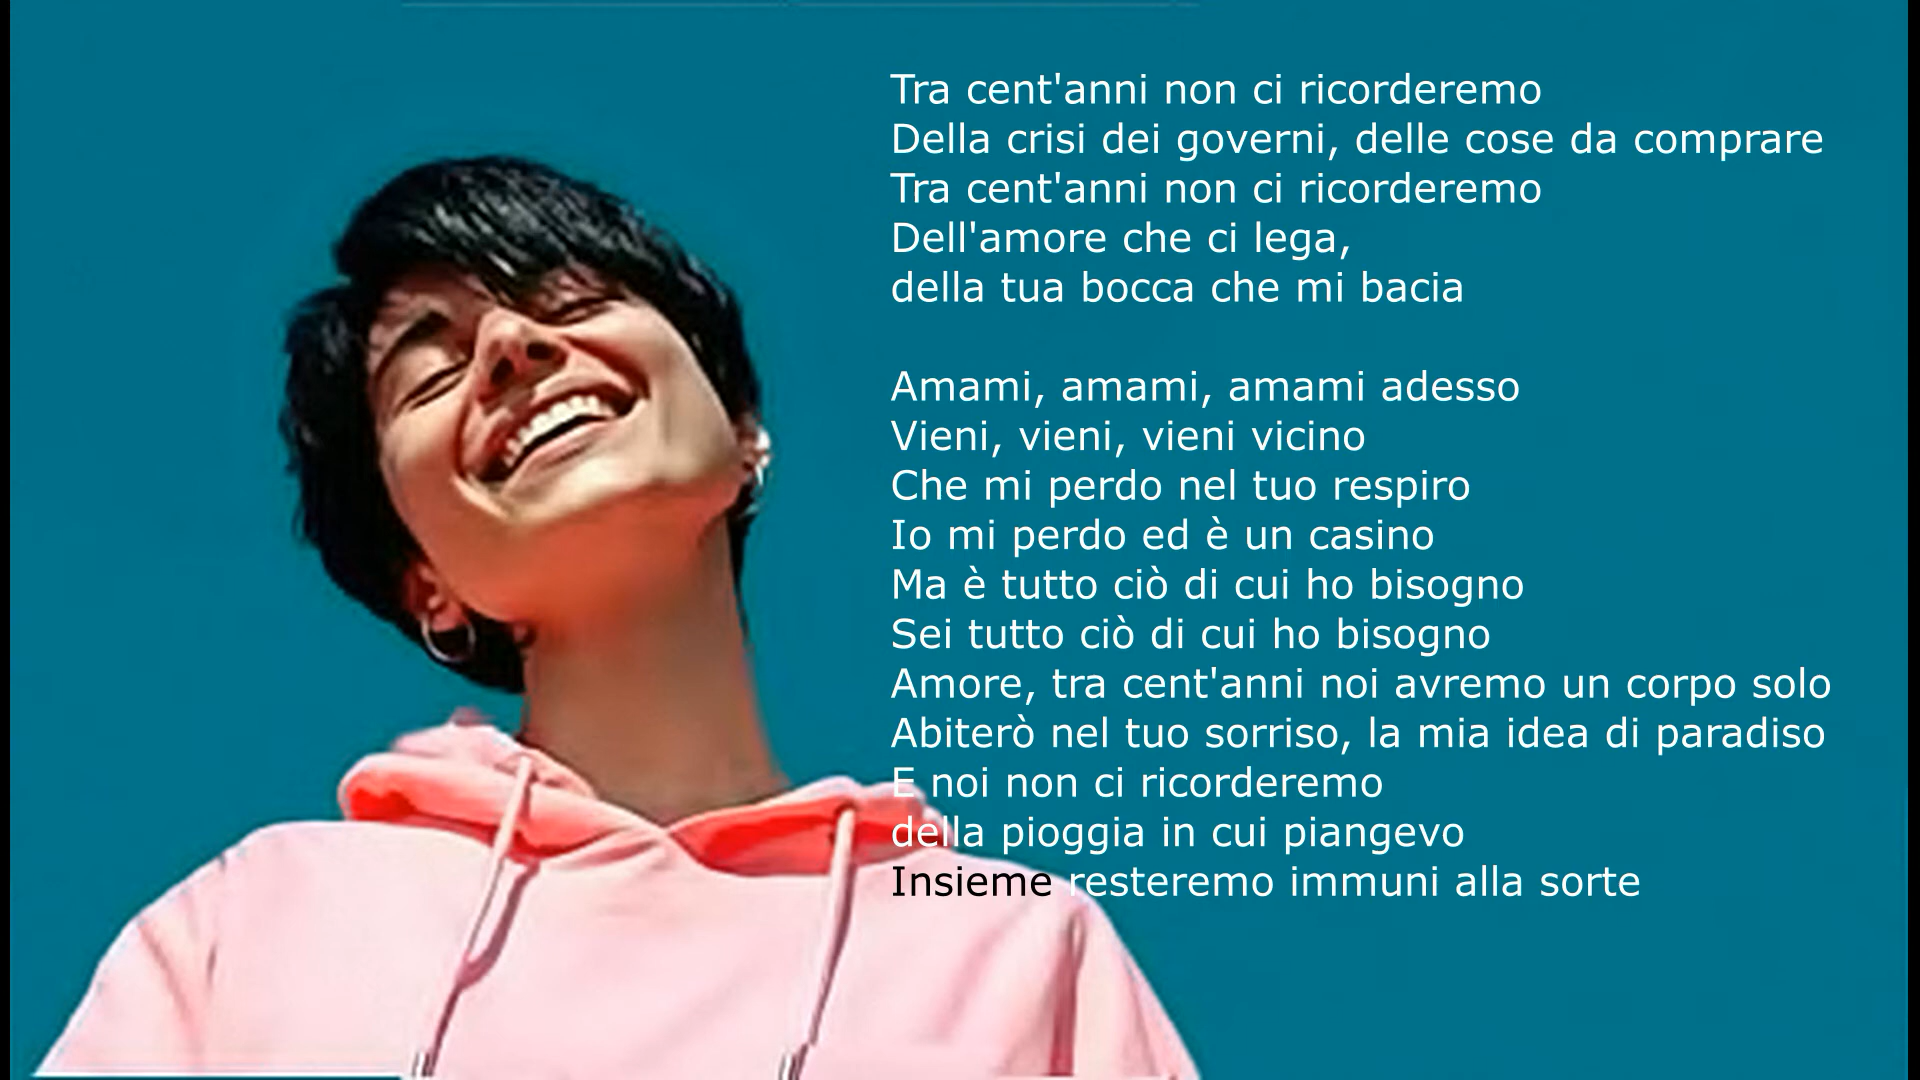 Tra cent'anni non ci ricorderemo
Della crisi dei governi, delle cose da comprare
Tra cent'anni non ci ricorderemo
Dell'amore che ci lega,
della tua bocca che mi bacia
Amami, amami, amami adesso
Vieni, vieni, vieni vicino
Che mi perdo nel tuo respiro
Io mi perdo ed è un casino
Ma è tutto ciò di cui ho bisogno
Sei tutto ciò di cui ho bisogno
Amore, tra cent'anni noi avremo un corpo solo
Abiterò nel tuo sorriso, la mia idea di paradiso
E noi non ci ricorderemo
della pioggia in cui piangevo
Insieme resteremo immuni alla sorte